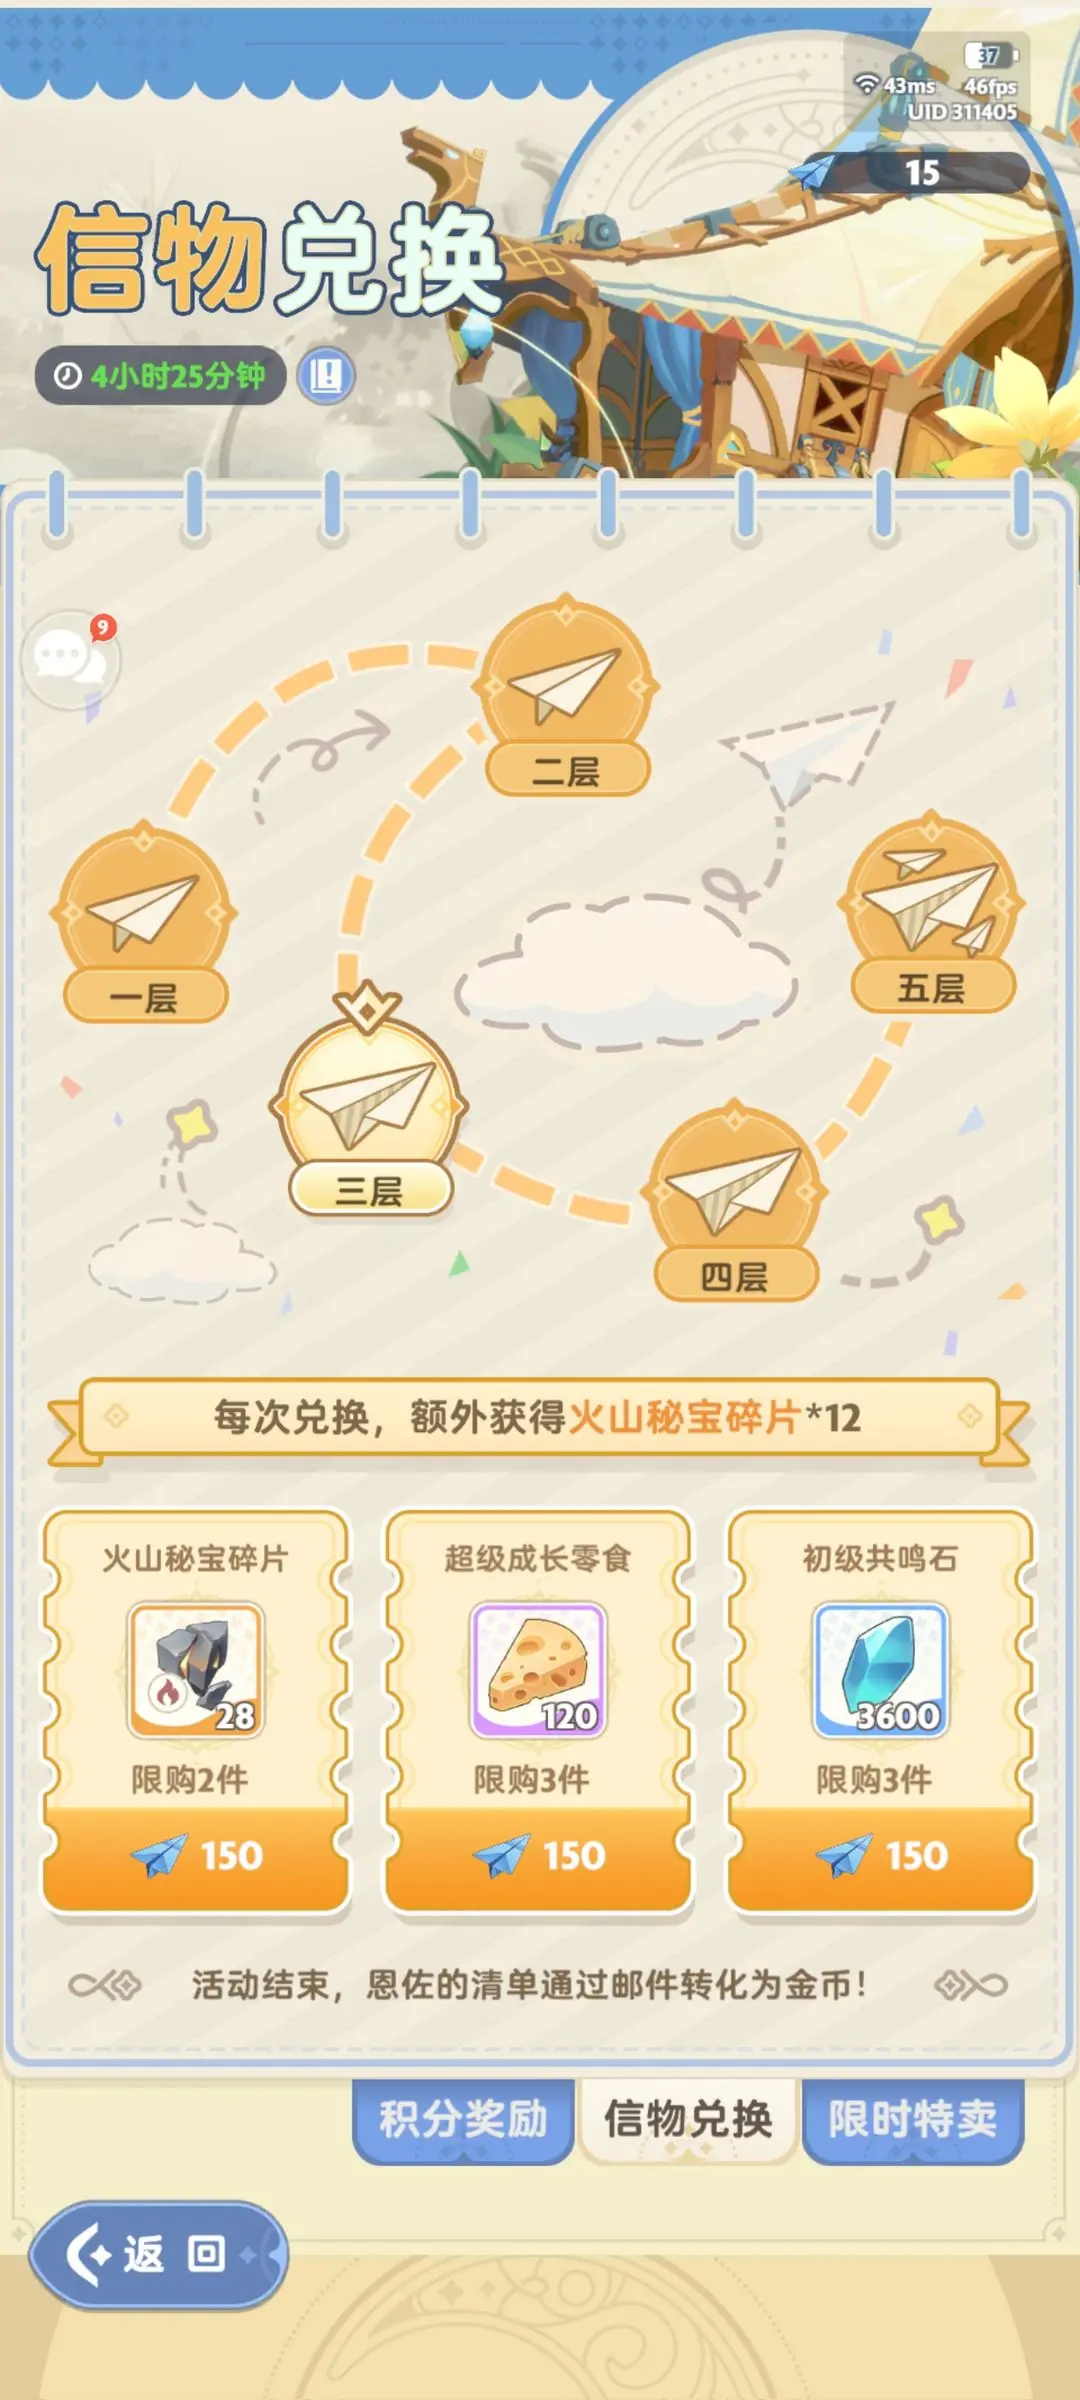 37
43ms 46fps
UID 311405
15
信物兑换
4小时25分钟
9
二层
一层
五层
三层
四层
每次兑换，额外获得火山秘宝碎片*12
火山秘宝碎片
28
限购2件
150
超级成长零食
120
限购3件
150
初级共鸣石
3600
限购3件
150
活动结束，恩佐的清单通过邮件转化为金币！
积分奖励 信物兑换 限时特卖
返回